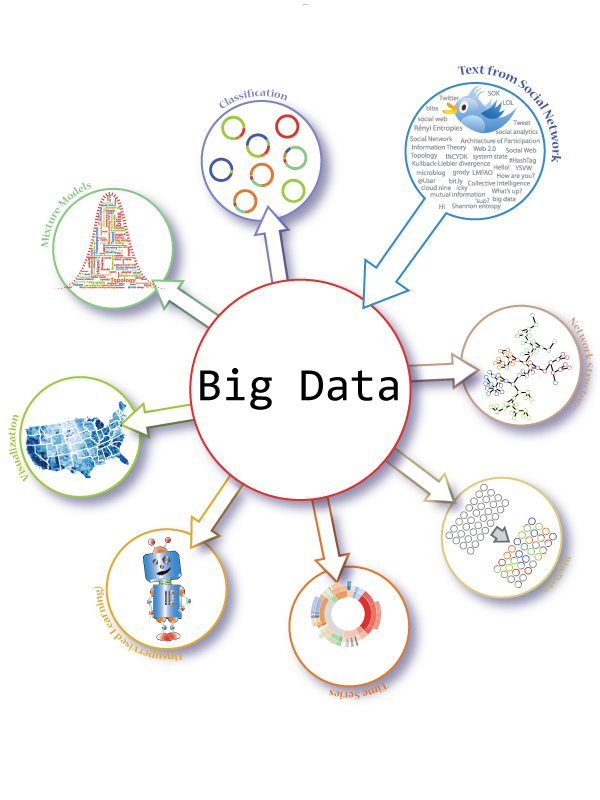 Classification
Text from Social Network
Twitter
SOK
LOL
bliss
social web
Tweet
Rényi Entropies
social analytics
Social Network
Architecture of Participation
Information Theory
Web 2.0
Social Web
Topology
INCYDK
system state
#HashTag
Kullback-Liebler divergence
Hello!
YSVW
microblog
grody
LMFAO
How are you?
@User
bit.ly
Collective Intelligence
cloud nine
icky
What's up?
mutual information
'sup?
big data
Hi
Shannon entropy
Mixture Models
Topology
Big Data
Visualization
Unsupervised Learning
Time Series